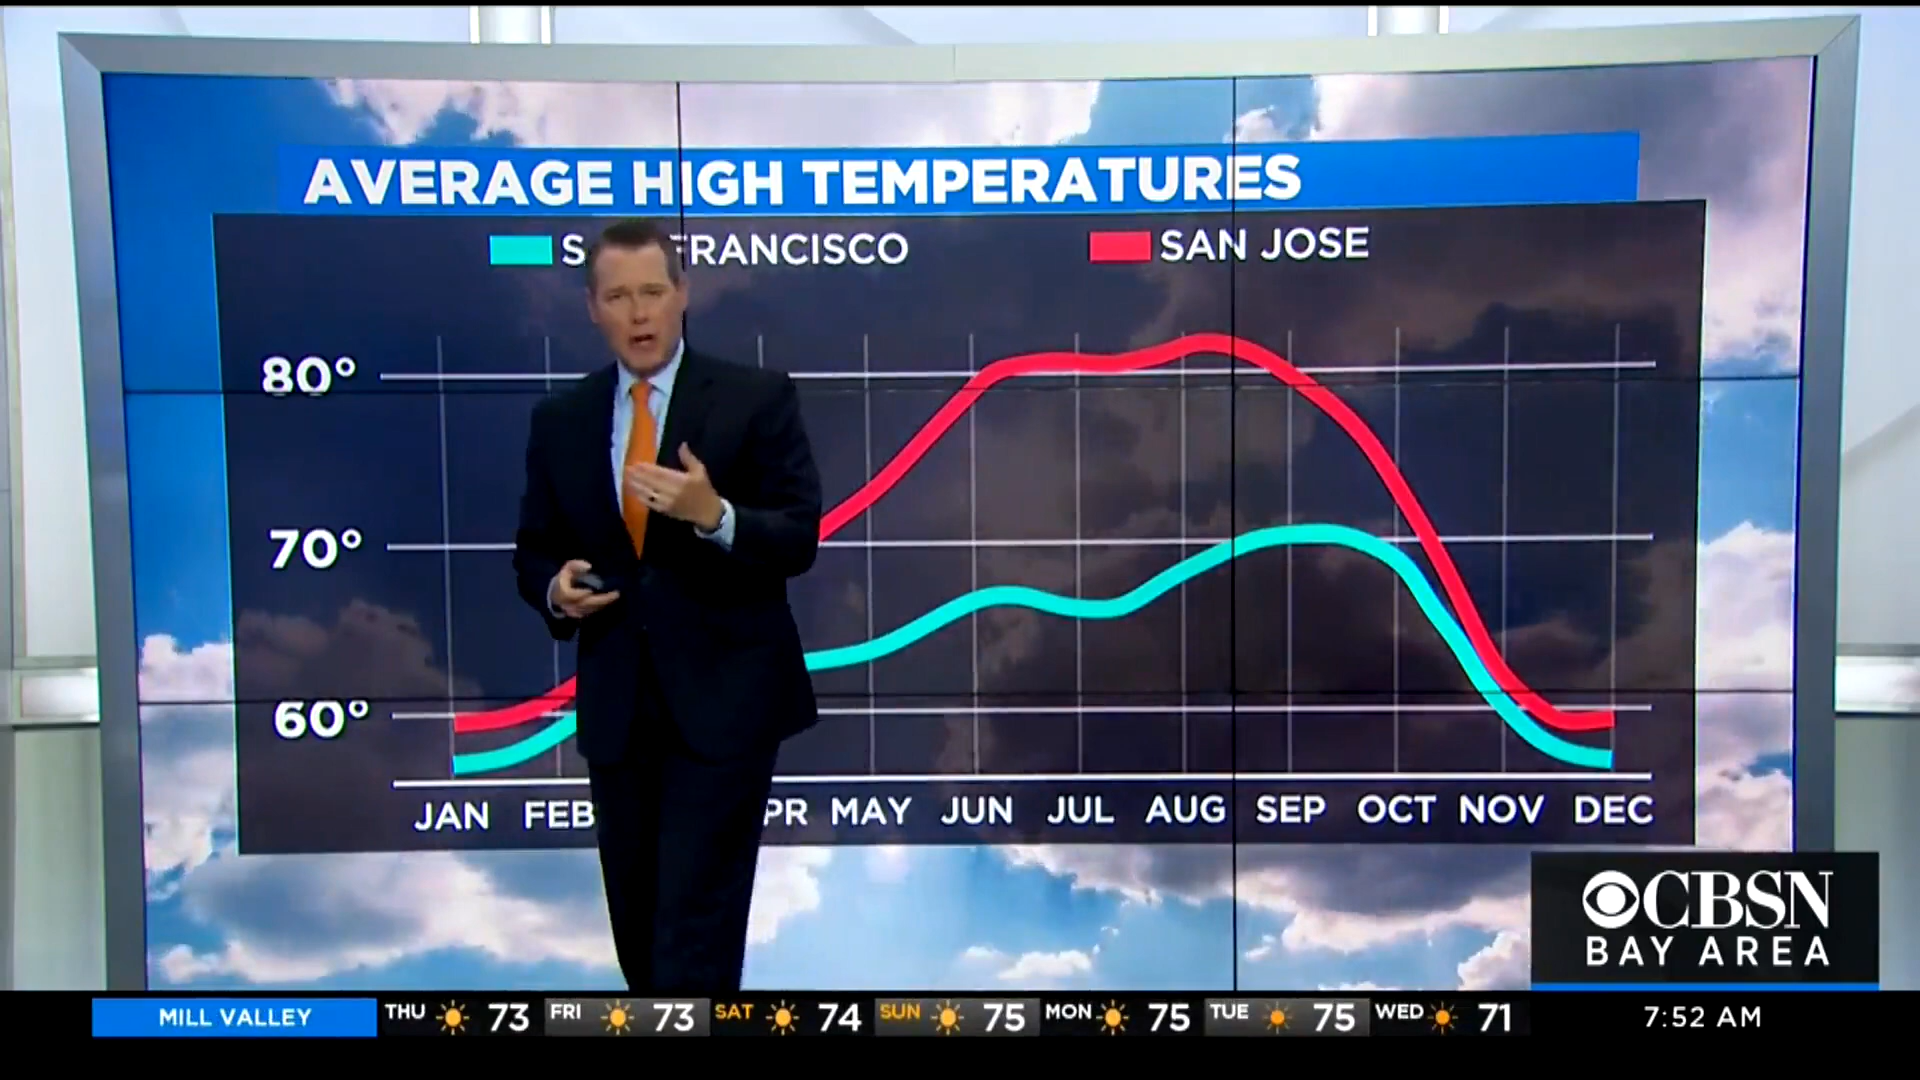 AVERAGE HIGH TEMPERATURES
FRANCISCO
SAN JOSE
80°
70°
60°
JAN FEB MAY JUN JUL AUG SEP OCT NOV DEC
CBSN
BAY AREA
MILL VALLEY THU 73 FRI 73 SAT 74 SUN 75 MON 75 TUE 75 WED 71 7:52 AM